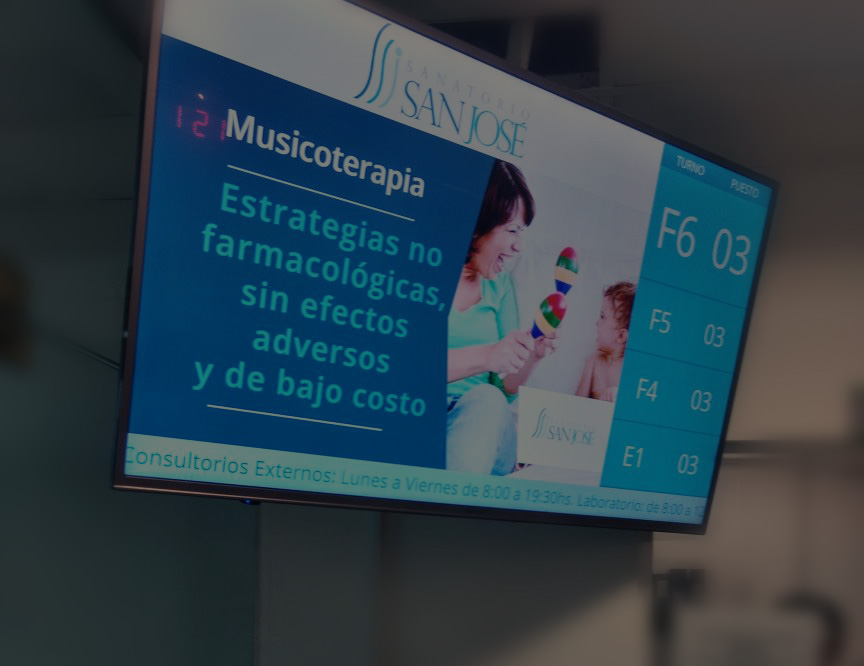 SANATORIO
SAN JOSÉ
121
Musicoterapia
Estrategias no
farmacológicas,
sin efectos
adversos
y de bajo costo
SAN JOSÉ
TURNO PUESTO
F6 03
F5 03
F4 03
E1 03
Consultorios Externos: Lunes a Viernes de 8:00 a 19:30hs. Laboratorio: de 8:00 a